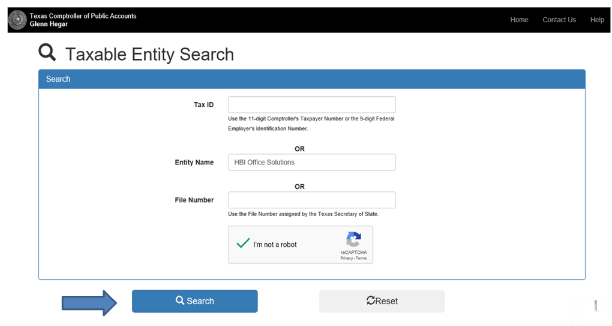 Texas Comptroller of Public Accounts
Glenn Hegar
Home Contact Us Help
Taxable Entity Search
Search
Tax ID
Use the 11-digit Comptroller's Taxpayer Number or the 9-digit Federal
Employer's Identification Number.
OR
Entity Name HBI Office Solutions
OR
File Number
Use the File Number assigned by the Texas Secretary of State.
I'm not a robot
reCAPTCHA
Privacy - Terms
Search Reset